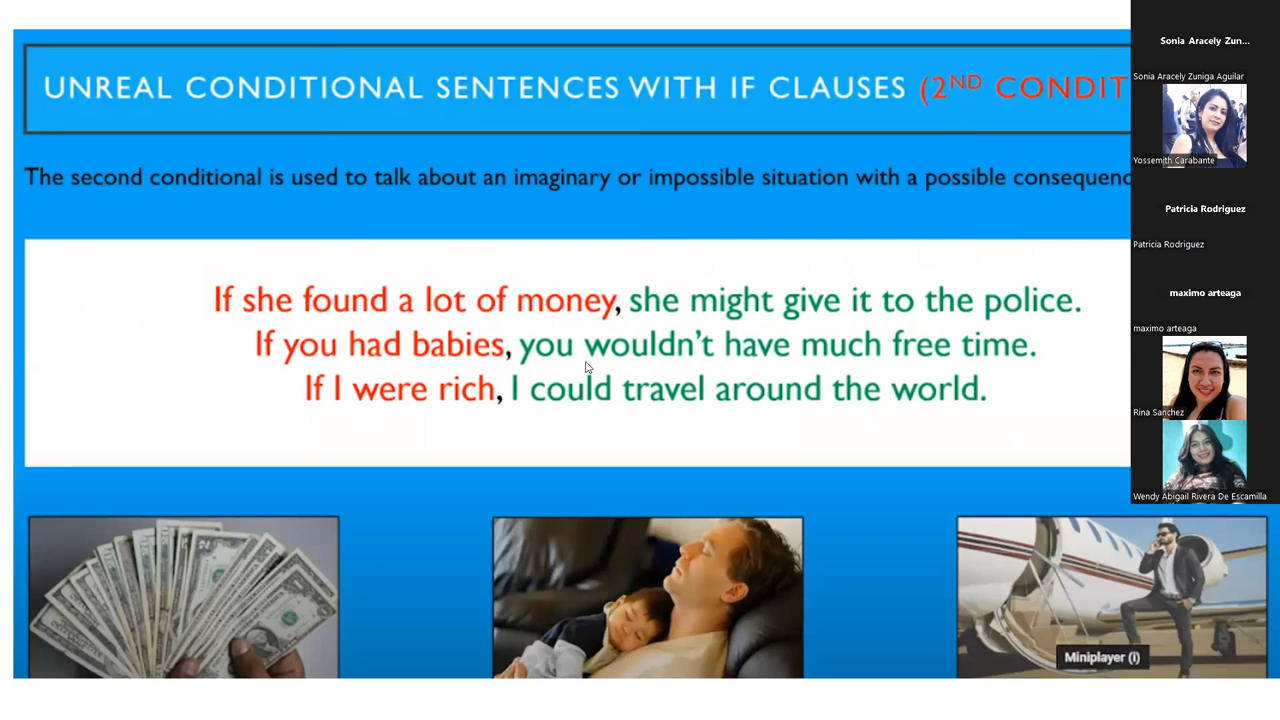 UNREAL CONDITIONAL SENTENCES WITH IF CLAUSES (2ND CONDIT
The second conditional is used to talk about an imaginary or impossible situation with a possible consequenc
If she found a lot of money, she might give it to the police.
If you had babies, you wouldn't have much free time.
If I were rich, I could travel around the world.
Miniplayer (i)
Sonia Aracely Zun...
Sonia Aracely Zuniga Aguilar
Yossemith Carabante
Patricia Rodriguez
Patricia Rodriguez
maximo arteaga
maximo arteaga
Rina Sanchez
Wendy Abigail Rivera De Escamilla